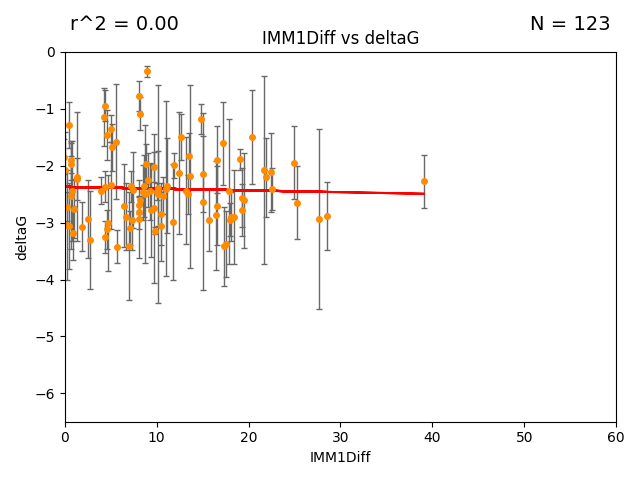 r^2 = 0.00
N = 123
IMM1Diff vs deltaG
deltaG
0
−1
−2
−3
−4
−5
−6
0
10
20
30
40
50
60
IMM1Diff